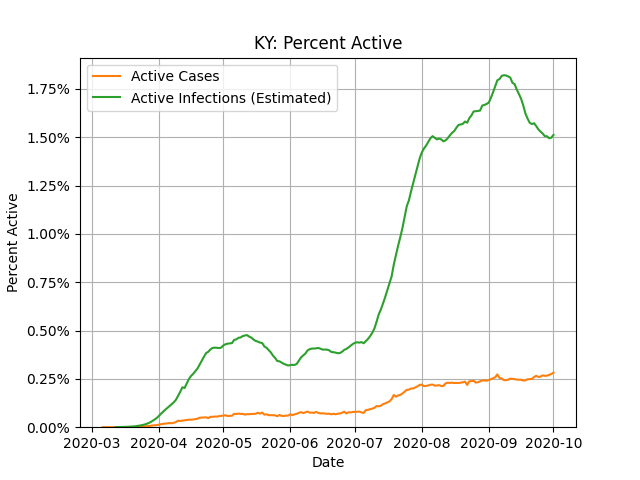 KY: Percent Active
Active Cases
Active Infections (Estimated)
Percent Active
1.75%
1.50%
1.25%
1.00%
0.75%
0.50%
0.25%
0.00%
2020-03 2020-04 2020-05 2020-06 2020-07 2020-08 2020-09 2020-10
Date